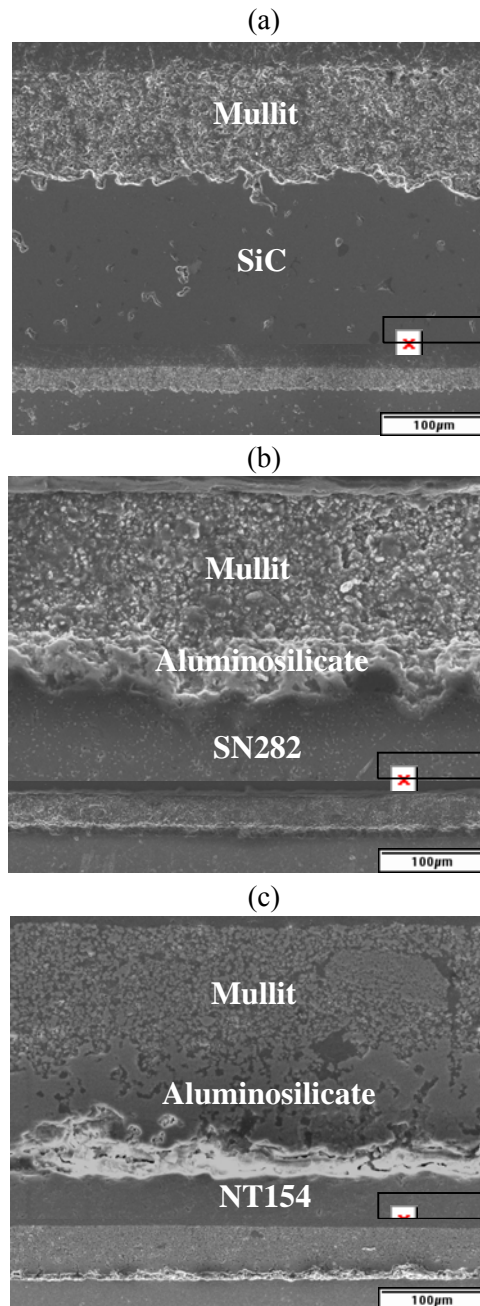 (a)
Mullit
SiC
100μm
(b)
Mullit
Aluminosilicate
SN282
100μm
(c)
Mullit
Aluminosilicate
NT154
100μm